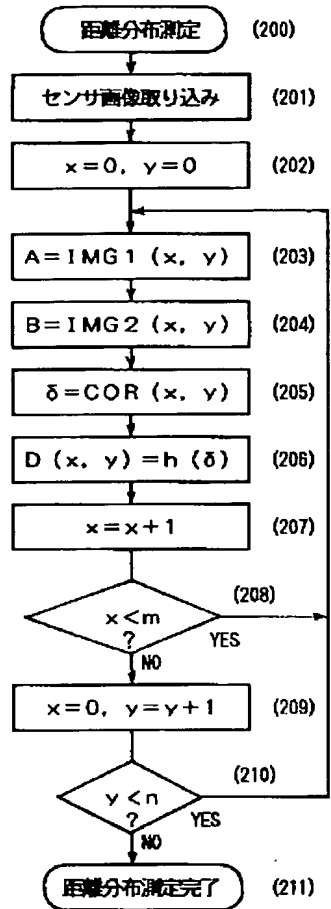 距離分布測定 (200)
センサ画像取り込み (201)
x=0, y=0 (202)
A=IMG1 (x, y) (203)
B=IMG2 (x, y) (204)
δ=COR (x, y) (205)
D (x, y) =h (δ) (206)
x=x+1 (207)
(208)
x<m
? YES
NO
x=0, y=y+1 (209)
(210)
y<n
? YES
NO
距離分布測定完了 (211)